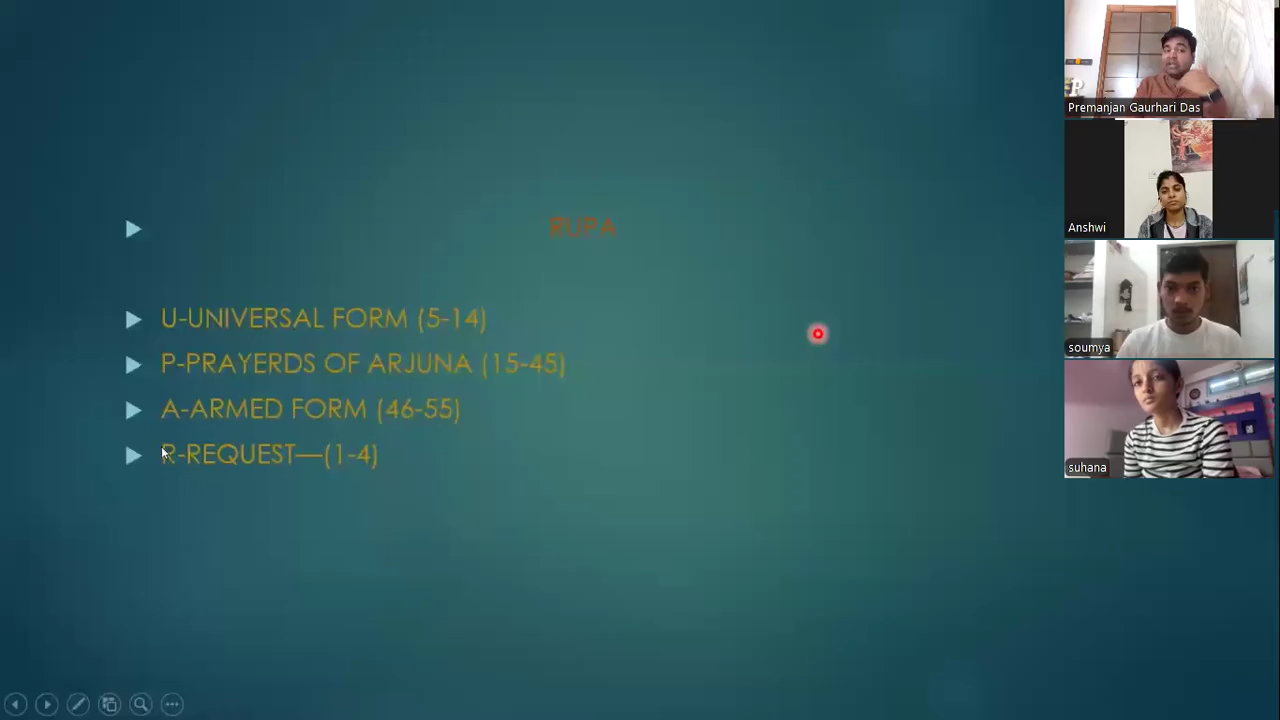 RUPA
U-UNIVERSAL FORM (5-14)
P-PRAYERDS OF ARJUNA (15-45)
A-ARMED FORM (46-55)
R-REQUEST—(1-4)
Premanjan Gaurhari Das
Anshwi
soumya
suhana